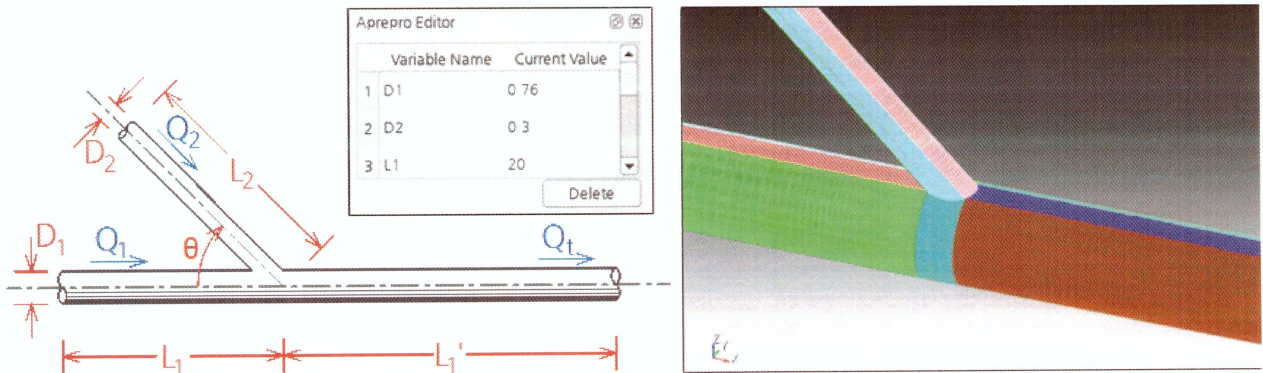 Aprepro Editor
Variable Name Current Value
1 D1 0 76
2 D2 0 3
3 L1 20
Delete
D₂
Q₂
L₂
D₁
Q₁
θ
Qt
L₁
L₁'
Z Y X